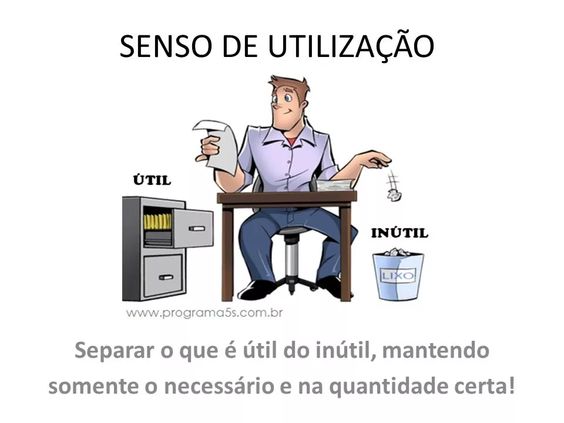 SENSO DE UTILIZAÇÃO
ÚTIL
INÚTIL
LIXO
www.programa5s.com.br
Separar o que é útil do inútil, mantendo
somente o necessário e na quantidade certa!